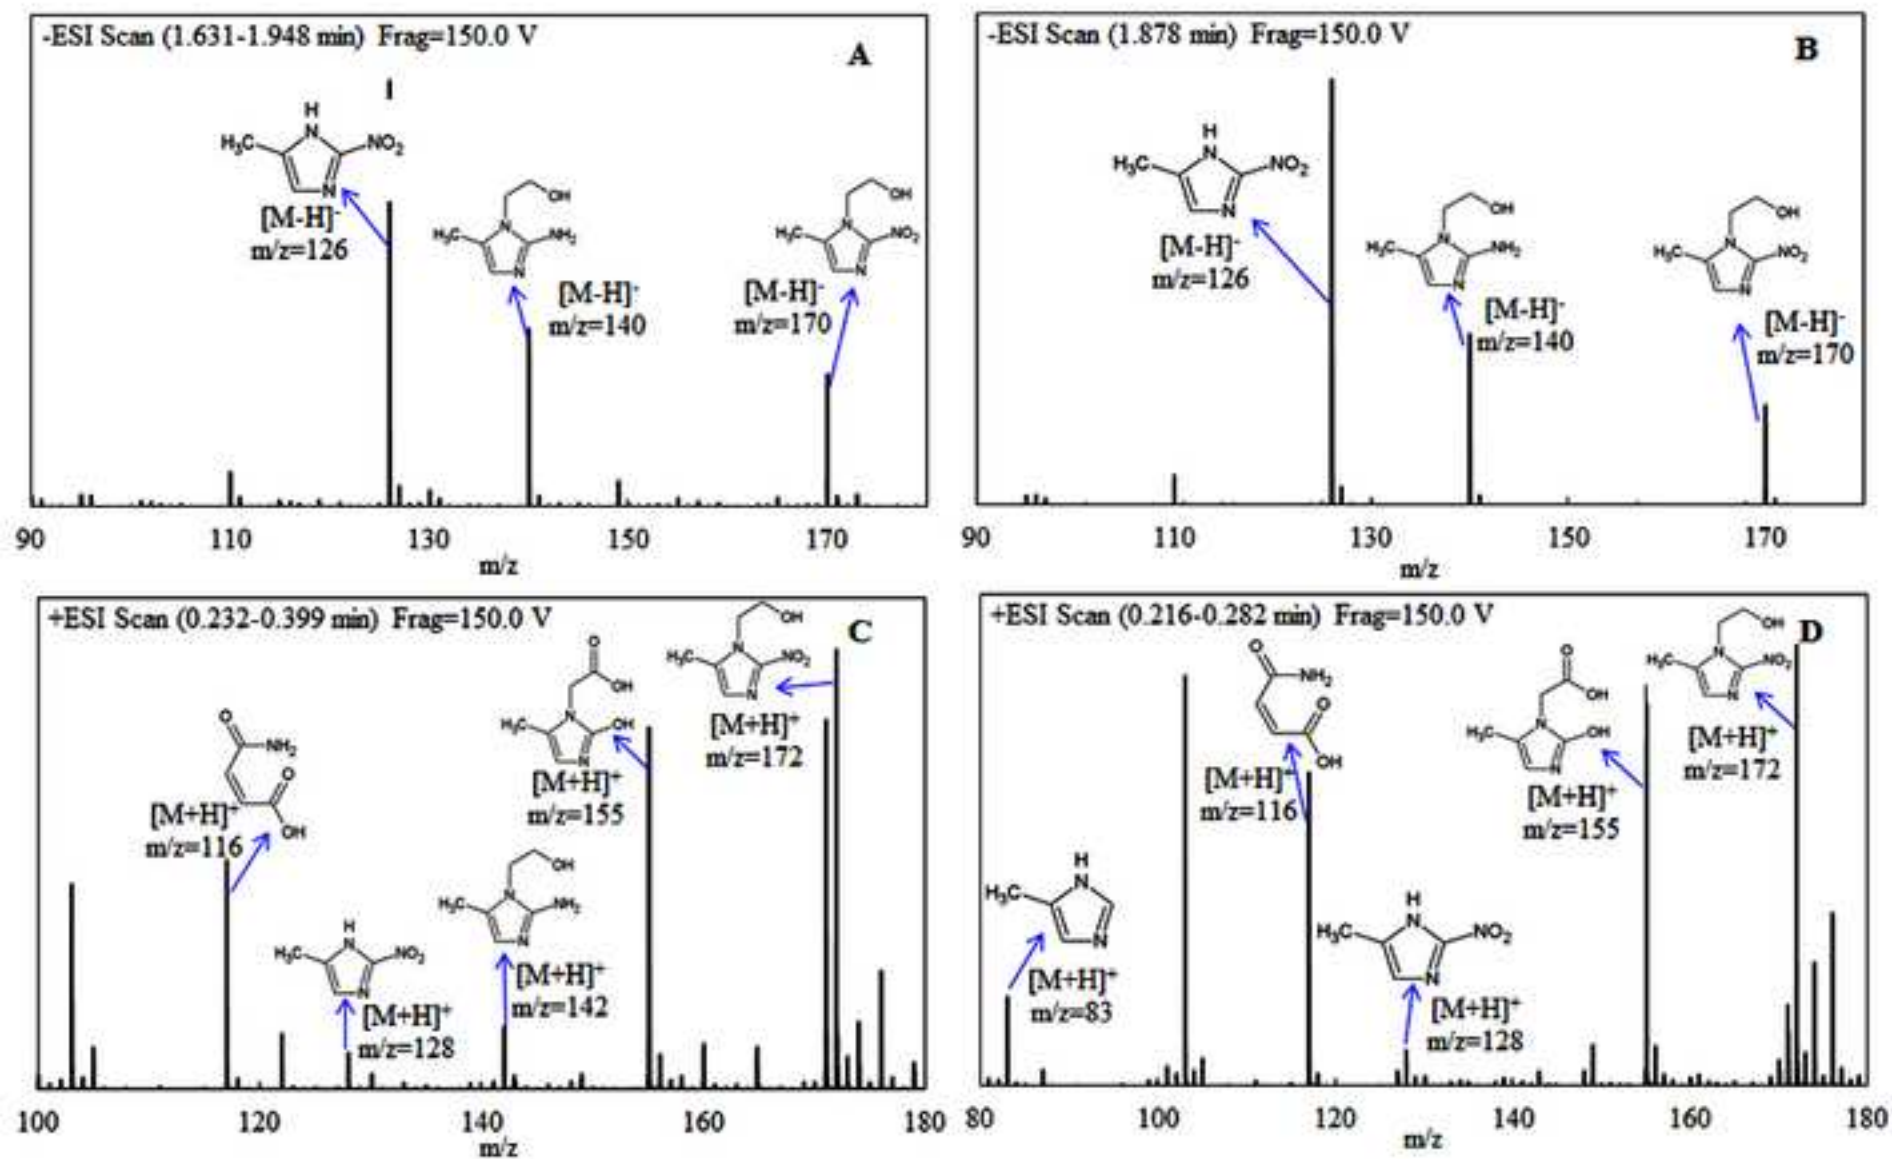 -ESI Scan (1.631-1.948 min) Frag=150.0 V
A
H
N
H₃C
NO₂
N
[M-H]⁻
m/z=126
OH
N
H₃C
NH₂
N
[M-H]⁻
m/z=140
OH
N
H₃C
NO₂
N
[M-H]⁻
m/z=170
90 110 130 150 170
m/z
-ESI Scan (1.878 min) Frag=150.0 V
B
H
N
H₃C
NO₂
N
[M-H]⁻
m/z=126
OH
N
H₃C
NH₂
N
[M-H]⁻
m/z=140
OH
N
H₃C
NO₂
N
[M-H]⁻
m/z=170
90 110 130 150 170
m/z
+ESI Scan (0.232-0.399 min) Frag=150.0 V
C
O
NH₂
O
OH
[M+H]⁺
m/z=116
H
N
H₃C
NO₂
N
[M+H]⁺
m/z=128
OH
N
H₃C
NH₂
N
[M+H]⁺
m/z=142
O
OH
N
H₃C
OH
N
[M+H]⁺
m/z=155
OH
N
H₃C
NO₂
N
[M+H]⁺
m/z=172
100 120 140 160 180
m/z
+ESI Scan (0.216-0.282 min) Frag=150.0 V
D
H
N
H₃C
N
[M+H]⁺
m/z=83
O
NH₂
O
OH
[M+H]⁺
m/z=116
H
N
H₃C
NO₂
N
[M+H]⁺
m/z=128
O
OH
N
H₃C
OH
N
[M+H]⁺
m/z=155
OH
N
H₃C
NO₂
N
[M+H]⁺
m/z=172
80 100 120 140 160 180
m/z